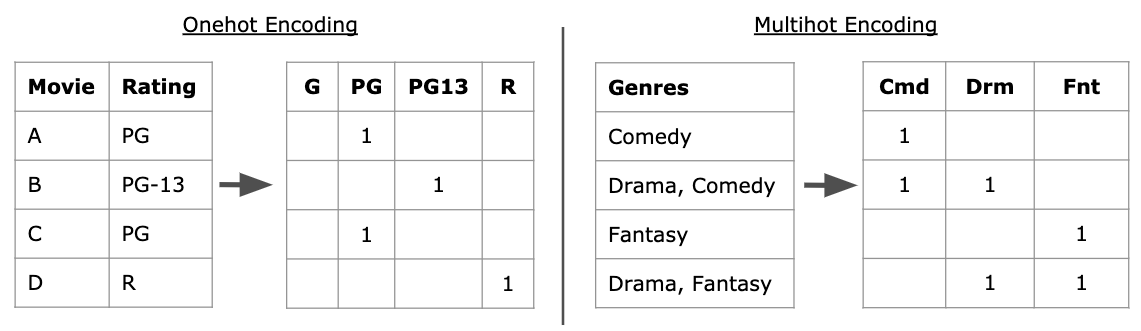 Onehot Encoding
Movie Rating
A PG
B PG-13
C PG
D R
G PG PG13 R
1
1
1
1
Multihot Encoding
Genres
Comedy
Drama, Comedy
Fantasy
Drama, Fantasy
Cmd Drm Fnt
1
1 1
1
1 1